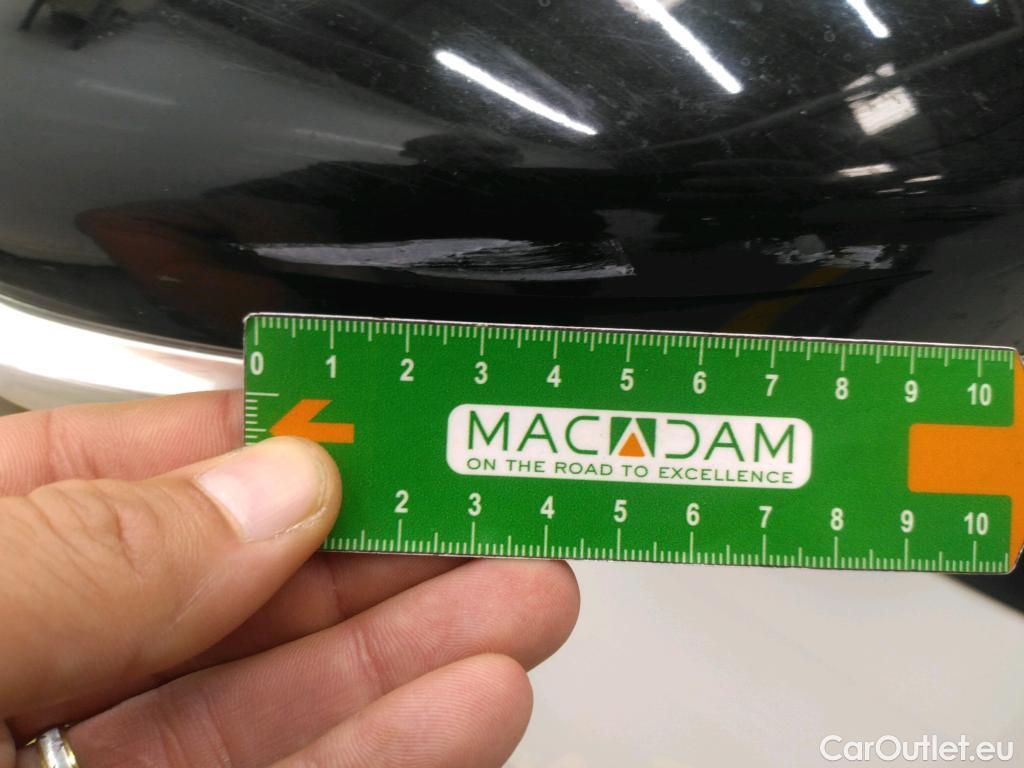 0 1 2 3 4 5 6 7 8 9 10
MACADAM
ON THE ROAD TO EXCELLENCE
2 3 4 5 6 7 8 9 10
CarOutlet.eu